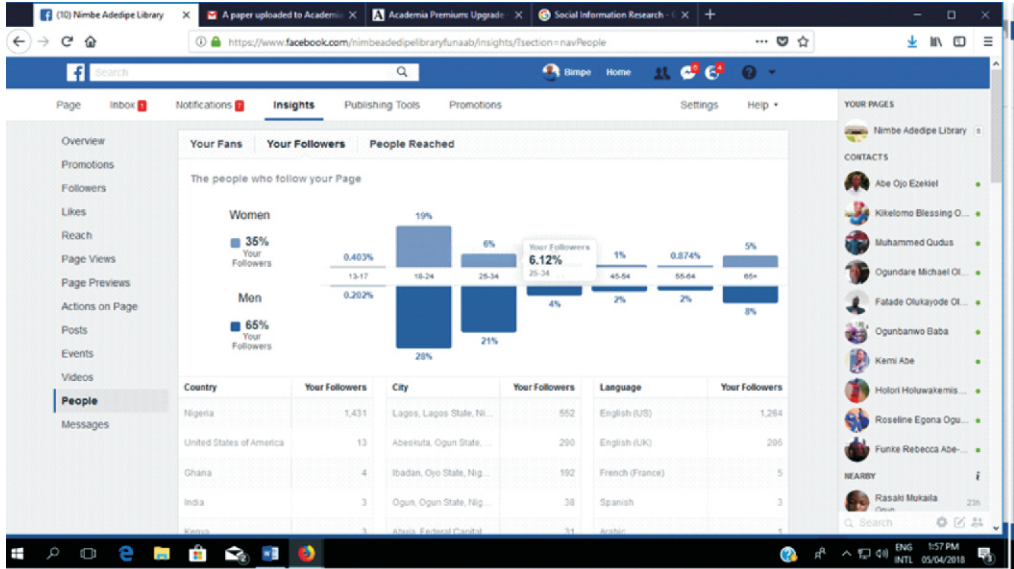 (10) Nimbe Adedipe Library
A paper uploaded to Academia
Academia Premium: Upgrade
Social Information Research - G
https://www.facebook.com/nimbeadedipelibraryfunaab/insights/?section=navPeople
Search
Bimpe
Home
Page
Inbox
Notifications 7
Insights
Publishing Tools
Promotions
Settings
Help
Overview
Promotions
Followers
Likes
Reach
Page Views
Page Previews
Actions on Page
Posts
Events
Videos
People
Messages
Your Fans
Your Followers
People Reached
The people who follow your Page
Women
35%
Your
Followers
Men
65%
Your
Followers
0.403% 19% 6% 1% 0.874% 5%
Your Followers
6.12%
25-34
13-17 18-24 25-34 45-54 55-64 65+
0.202% 28% 21% 4% 2% 2% 8%
Country Your Followers City Your Followers Language Your Followers
Nigeria 1,431 Lagos, Lagos State, Ni... 552 English (US) 1,264
United States of America 13 Abeokuta, Ogun State, ... 290 English (UK) 206
Ghana 4 Ibadan, Oyo State, Nig... 192 French (France) 5
India 3 Ogun, Ogun State, Nig... 38 Spanish 3
Kenya 3 Abuja, Federal Capital 31 Arabic
YOUR PAGES
Nimbe Adedipe Library
CONTACTS
Abe Ojo Ezekiel
Kikelomo Blessing O...
Muhammed Qudus
Ogundare Michael Ol...
Fatade Olukayode Ol...
Ogunbanwo Baba
Kemi Abe
Holori Holuwakemis...
Roseline Egona Ogu...
Funke Rebecca Abe-...
NEARBY
Rasaki Mukaila 23h
Search
ENG
INTL
1:57 PM
05/04/2018